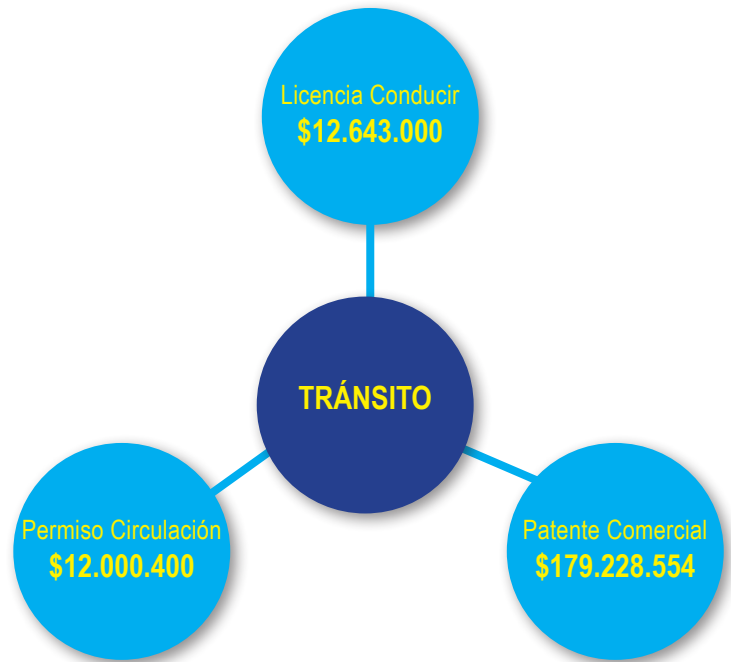 Licencia Conducir
$12.643.000
TRÁNSITO
Permiso Circulación
$12.000.400
Patente Comercial
$179.228.554